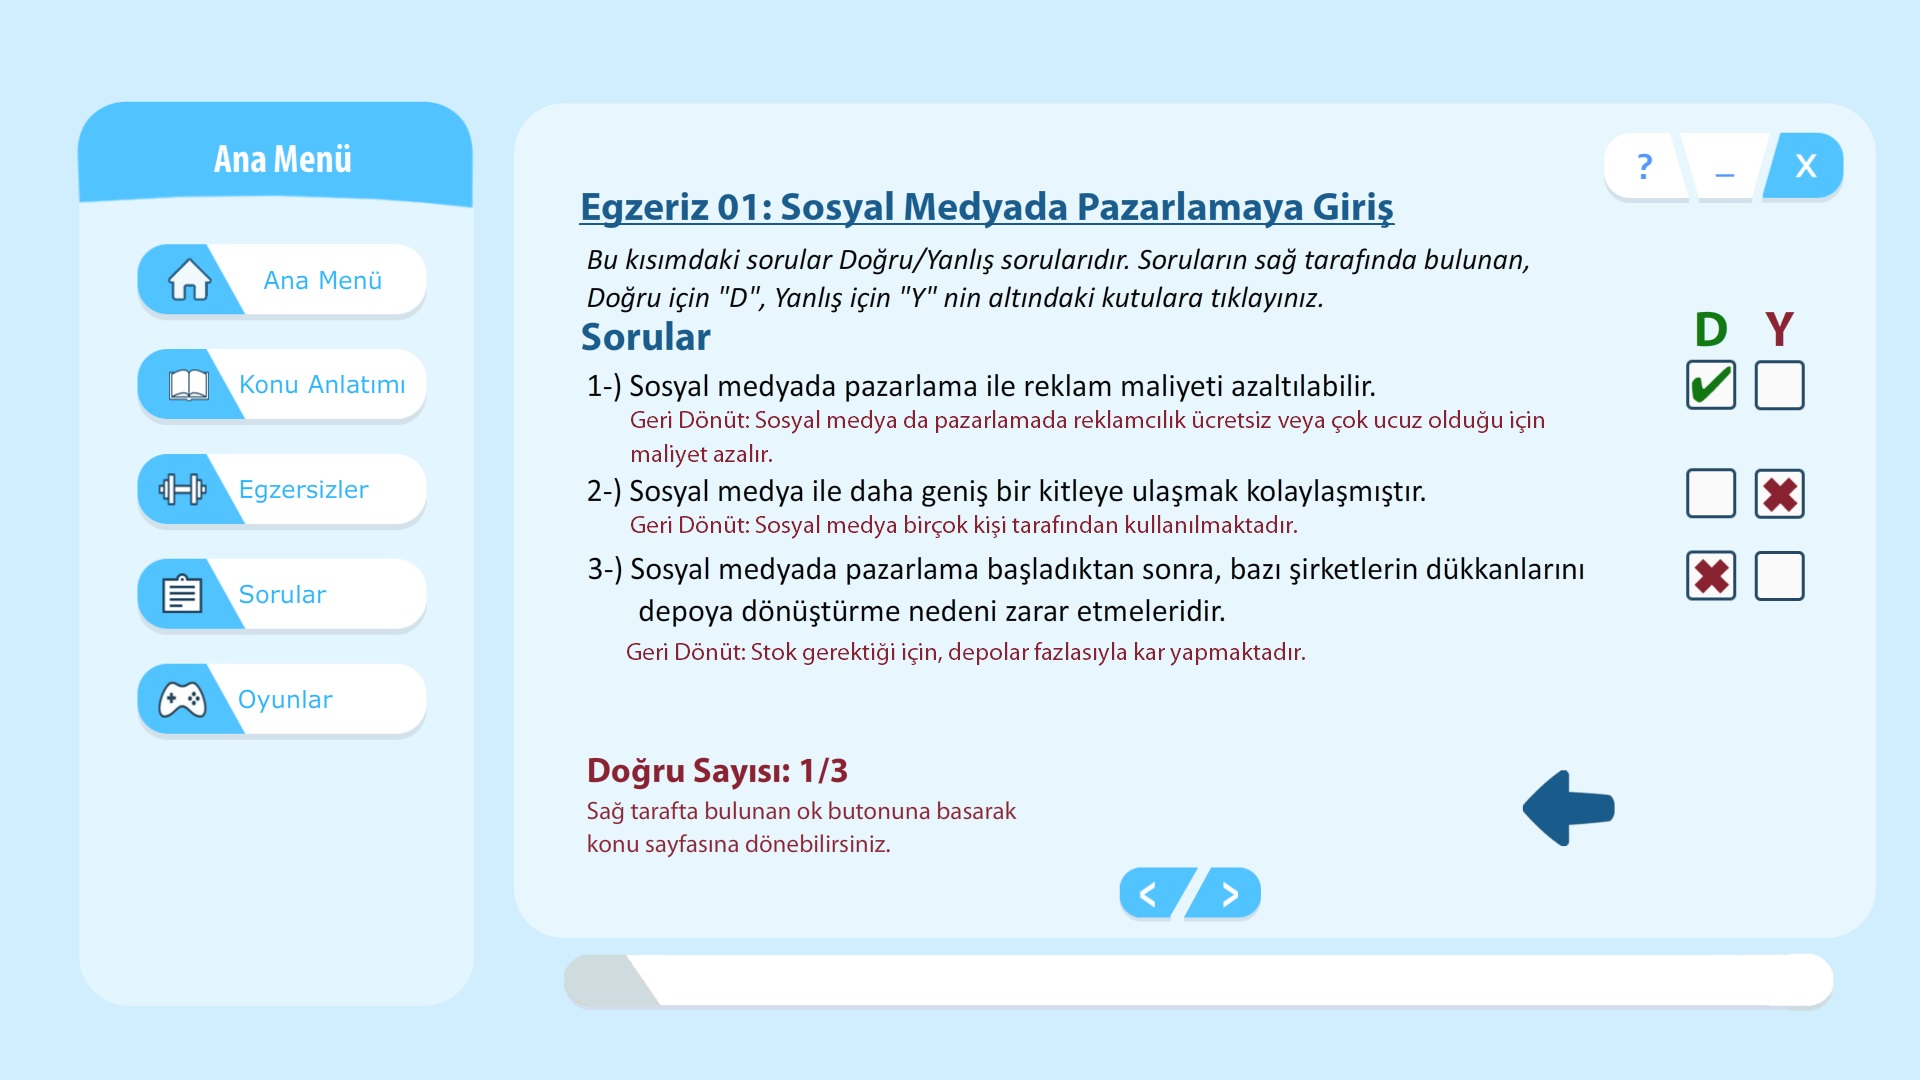 Ana Menü
Ana Menü
Konu Anlatımı
Egzersizler
Sorular
Oyunlar
? _ X
Egzeriz 01: Sosyal Medyada Pazarlamaya Giriş
Bu kısımdaki sorular Doğru/Yanlış sorularıdır. Soruların sağ tarafında bulunan,
Doğru için "D", Yanlış için "Y" nin altındaki kutulara tıklayınız.
Sorular
D Y
1-) Sosyal medyada pazarlama ile reklam maliyeti azaltılabilir.
Geri Dönüt: Sosyal medya da pazarlamada reklamcılık ücretsiz veya çok ucuz olduğu için
maliyet azalır.
2-) Sosyal medya ile daha geniş bir kitleye ulaşmak kolaylaşmıştır.
Geri Dönüt: Sosyal medya birçok kişi tarafından kullanılmaktadır.
3-) Sosyal medyada pazarlama başladıktan sonra, bazı şirketlerin dükkanlarını
depoya dönüştürme nedeni zarar etmeleridir.
Geri Dönüt: Stok gerektiği için, depolar fazlasıyla kar yapmaktadır.
Doğru Sayısı: 1/3
Sağ tarafta bulunan ok butonuna basarak
konu sayfasına dönebilirsiniz.
< >